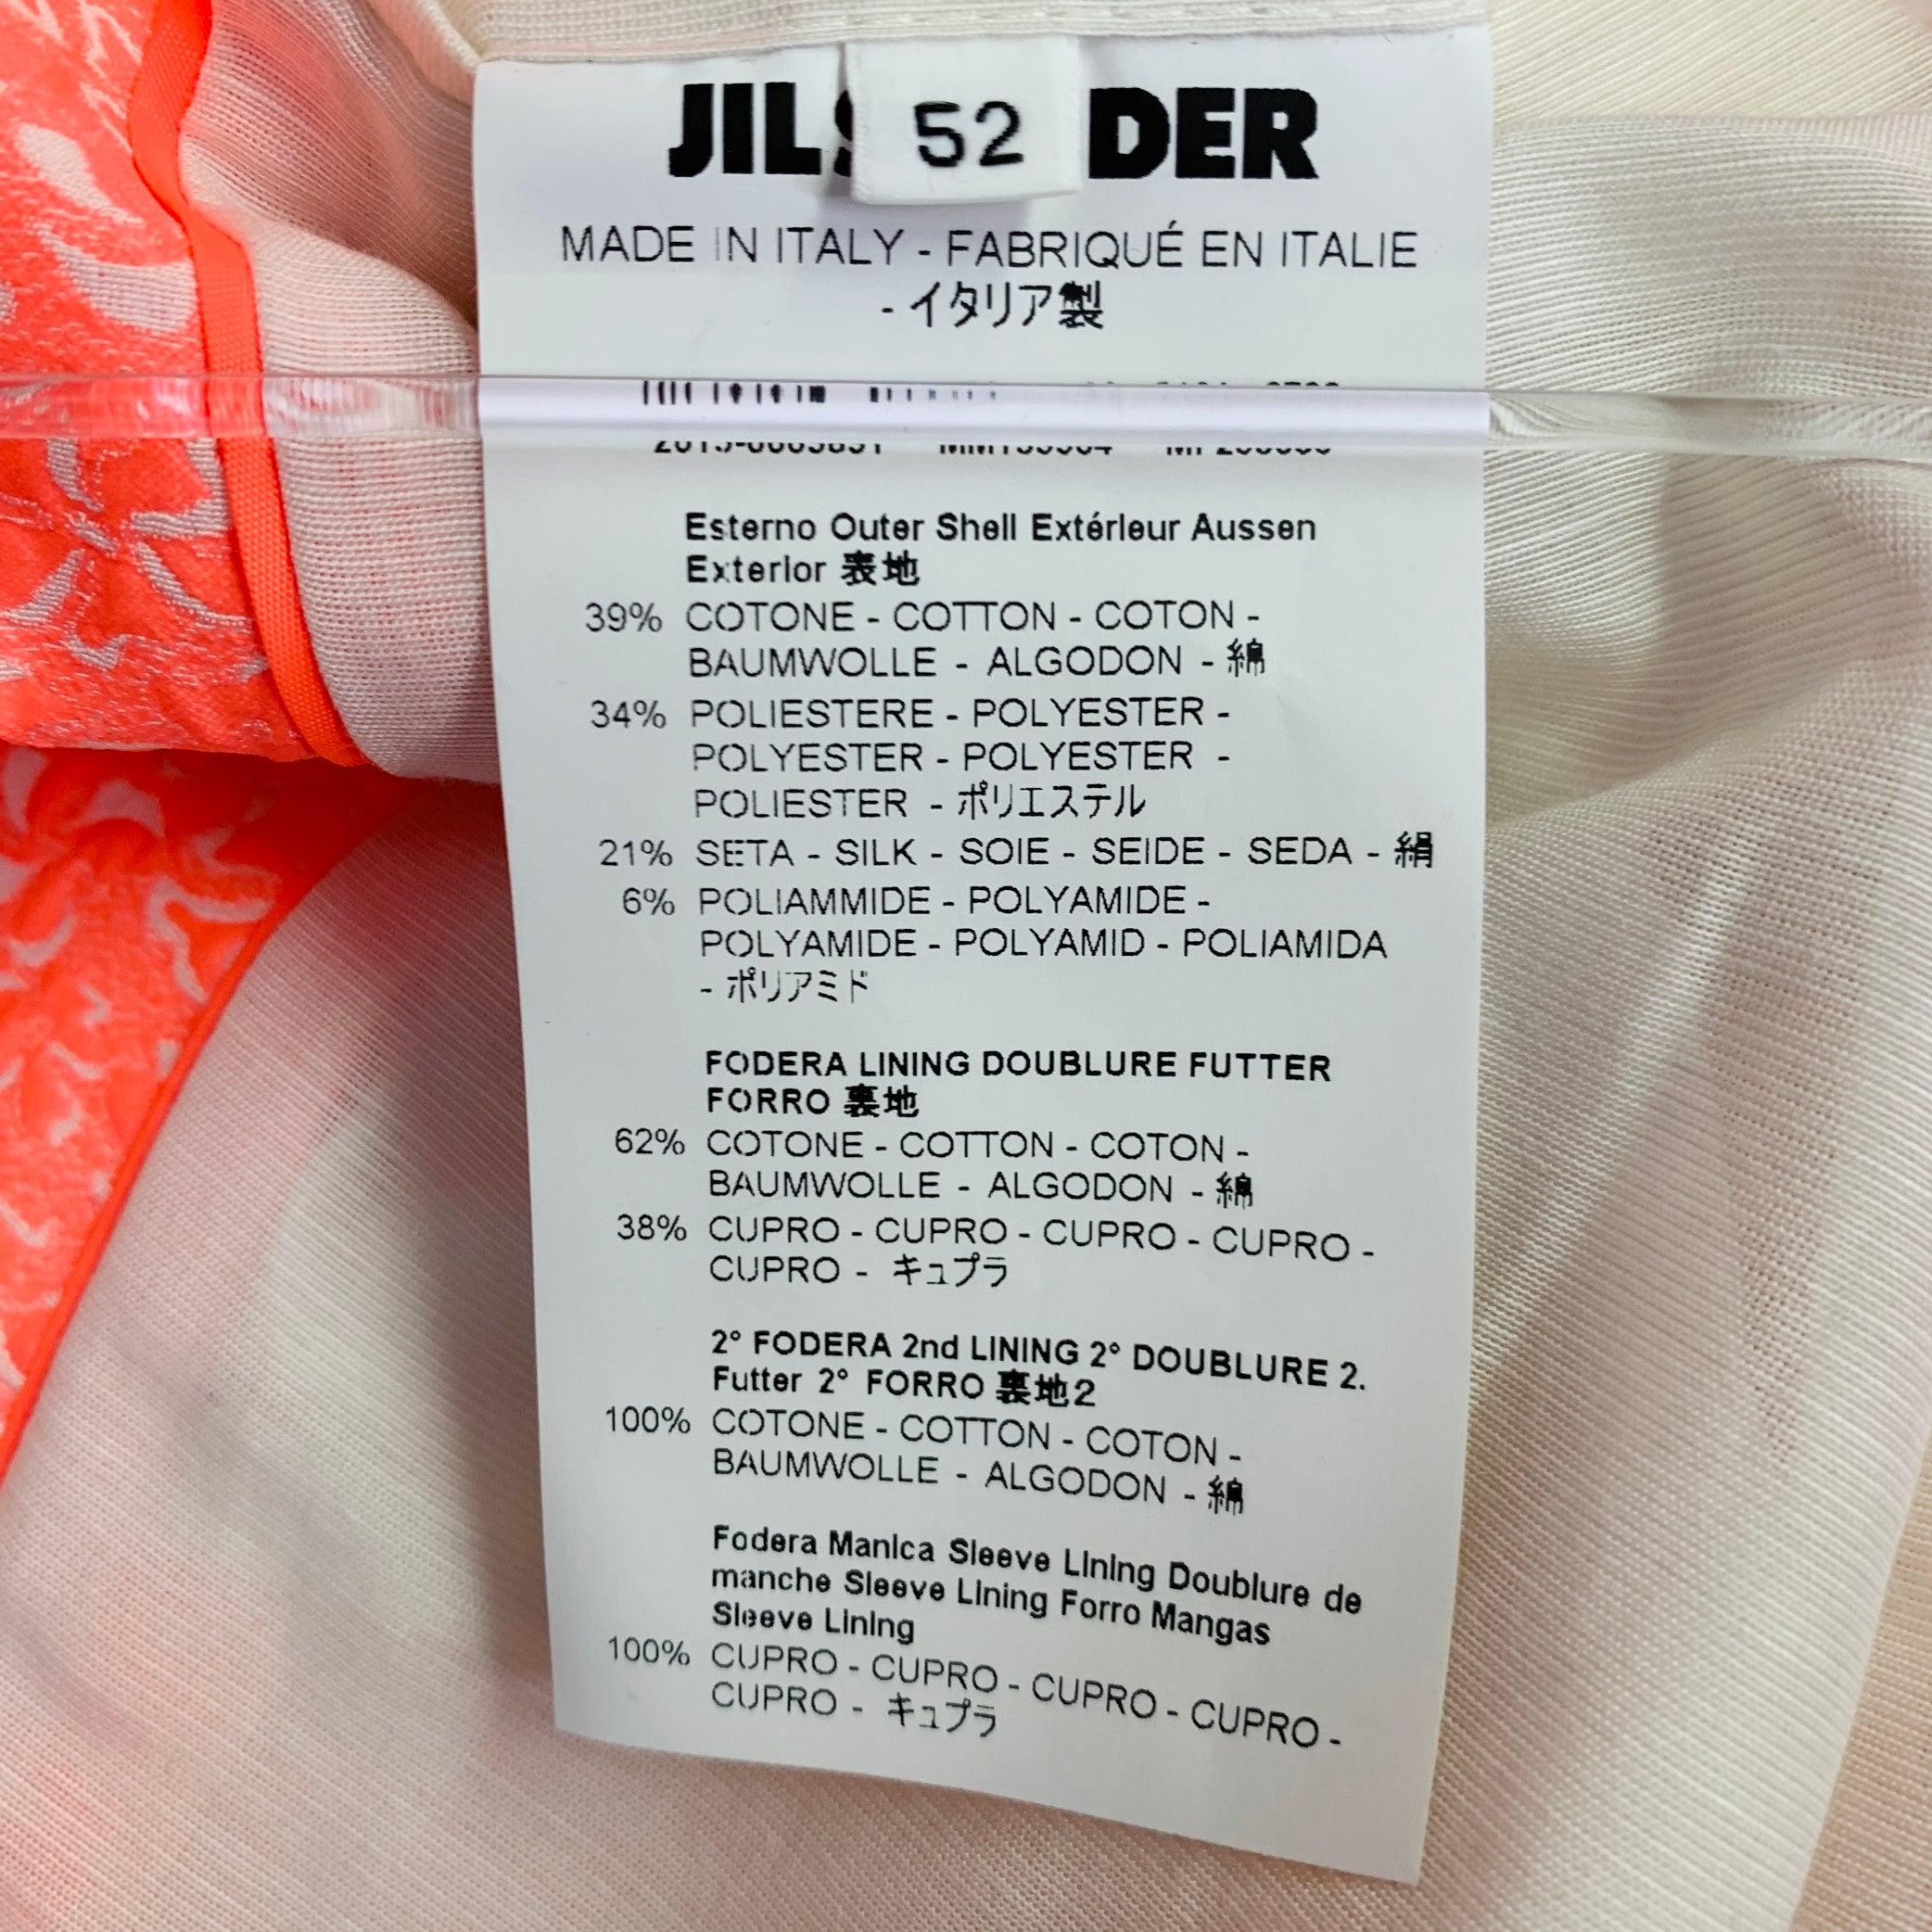 52
JIL DER
MADE IN ITALY - FABRIQUÉ EN ITALIE
- イタリア製
Esterno Outer Shell Extérieur Aussen
Exterior 表地
39% COTONE - COTTON - COTON -
BAUMWOLLE - ALGODON - 綿
34% POLIESTERE - POLYESTER -
POLYESTER - POLYESTER -
POLIESTER - ポリエステル
21% SETA - SILK - SOIE - SEIDE - SEDA - 絹
6% POLIAMMIDE - POLYAMIDE -
POLYAMIDE - POLYAMID - POLIAMIDA
- ポリアミド
FODERA LINING DOUBLURE FUTTER
FORRO 裏地
62% COTONE - COTTON - COTON -
BAUMWOLLE - ALGODON - 綿
38% CUPRO - CUPRO - CUPRO - CUPRO -
CUPRO - キュプラ
2° FODERA 2nd LINING 2° DOUBLURE 2.
Futter 2° FORRO 裏地2
100% COTONE - COTTON - COTON -
BAUMWOLLE - ALGODON - 綿
Fodera Manica Sleeve Lining Doublure de
manche Sleeve Lining Forro Mangas
Sleeve Lining
100% CUPRO - CUPRO - CUPRO - CUPRO -
CUPRO - キュプラ